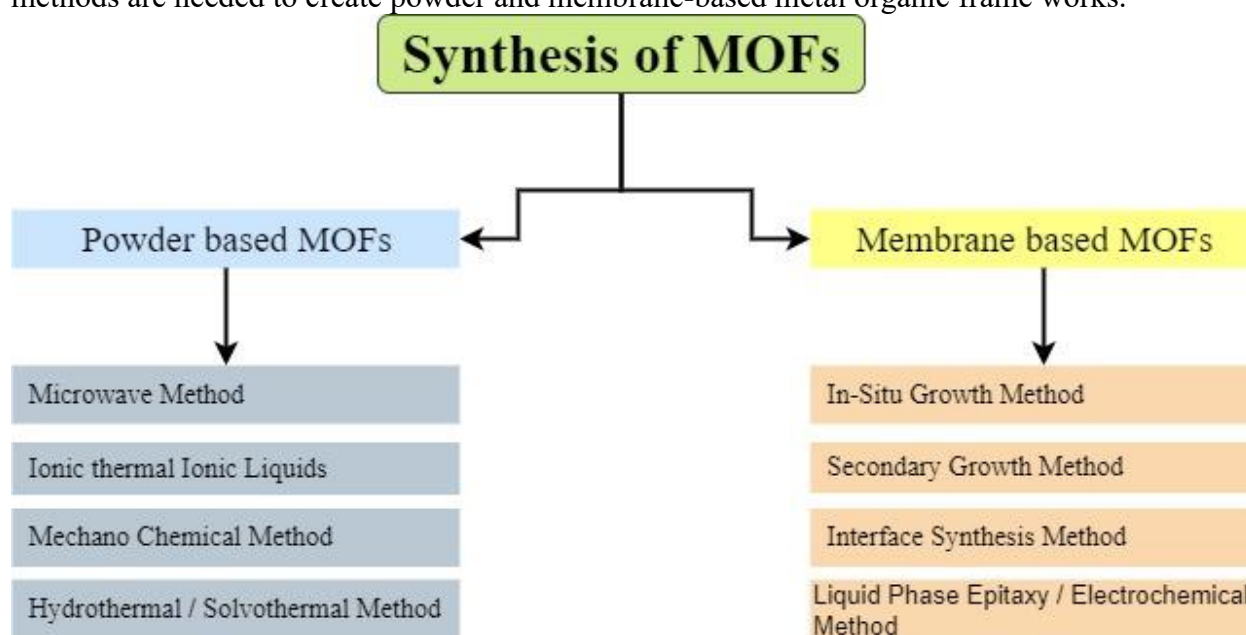 methods are needed to create powder and membrane-based metal organic frame works.
Synthesis of MOFs
Powder based MOFs
Membrane based MOFs
Microwave Method
Ionic thermal Ionic Liquids
Mechano Chemical Method
Hydrothermal / Solvothermal Method
In-Situ Growth Method
Secondary Growth Method
Interface Synthesis Method
Liquid Phase Epitaxy / Electrochemical
Method